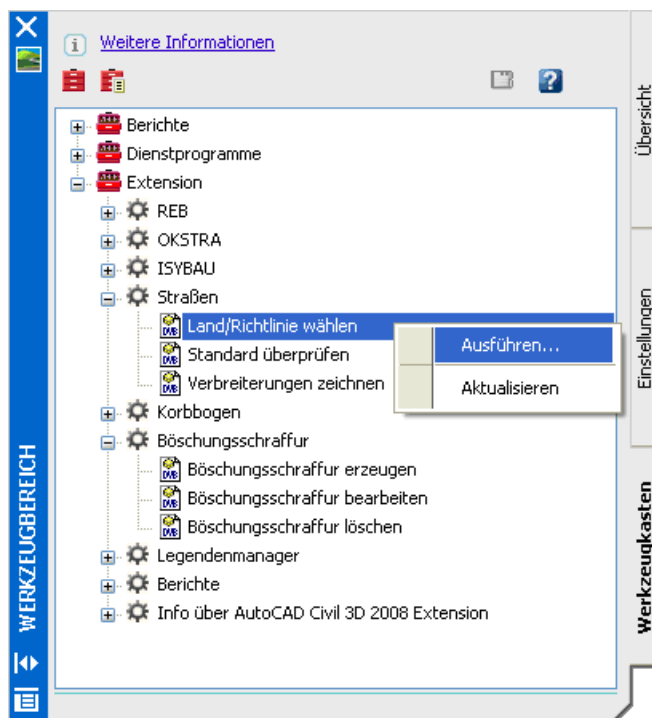 Weitere Informationen
Berichte
Dienstprogramme
Extension
REB
OKSTRA
ISYBAU
Straßen
Land/Richtlinie wählen
Standard überprüfen
Verbreiterungen zeichnen
Korbbogen
Böschungsschraffur
Böschungsschraffur erzeugen
Böschungsschraffur bearbeiten
Böschungsschraffur löschen
Legendenmanager
Berichte
Info über AutoCAD Civil 3D 2008 Extension
Ausführen...
Aktualisieren
Übersicht
Einstellungen
Werkzeugkasten
WERKZEUGBEREICH